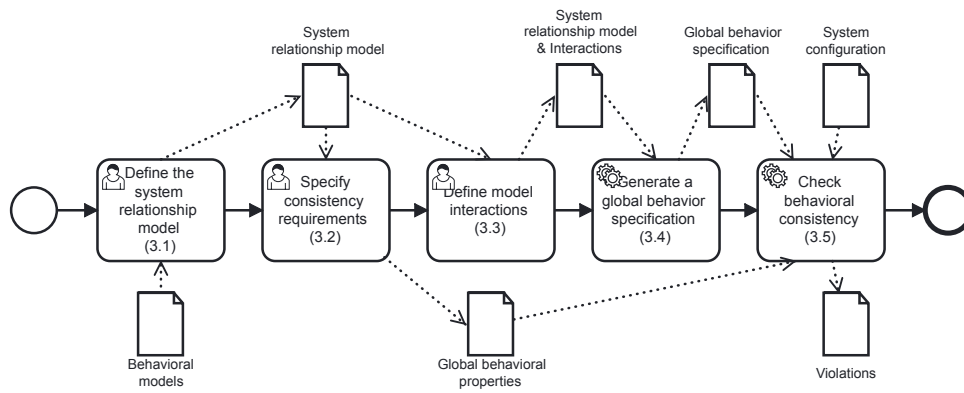 System
relationship model
System
relationship model
& Interactions
Global behavior
specification
System
configuration
Define the
system
relationship
model
(3.1)
Specify
consistency
requirements
(3.2)
Define model
interactions
(3.3)
Generate a
global behavior
specification
(3.4)
Check
behavioral
consistency
(3.5)
Behavioral
models
Global behavioral
properties
Violations